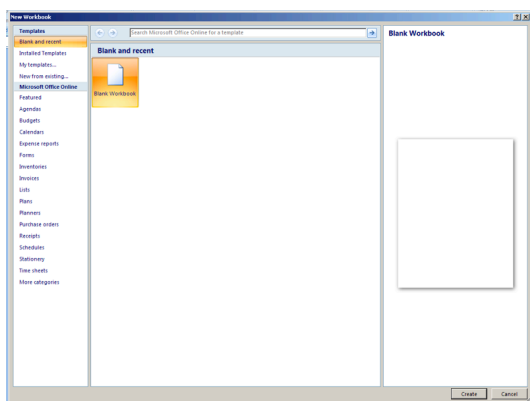 New Workbook
Templates
Blank and recent
Installed Templates
My templates...
New from existing...
Microsoft Office Online
Featured
Agendas
Budgets
Calendars
Expense reports
Forms
Inventories
Invoices
Lists
Plans
Planners
Purchase orders
Receipts
Schedules
Stationery
Time sheets
More categories
Search Microsoft Office Online for a template
Blank and recent
Blank Workbook
Blank Workbook
Create
Cancel